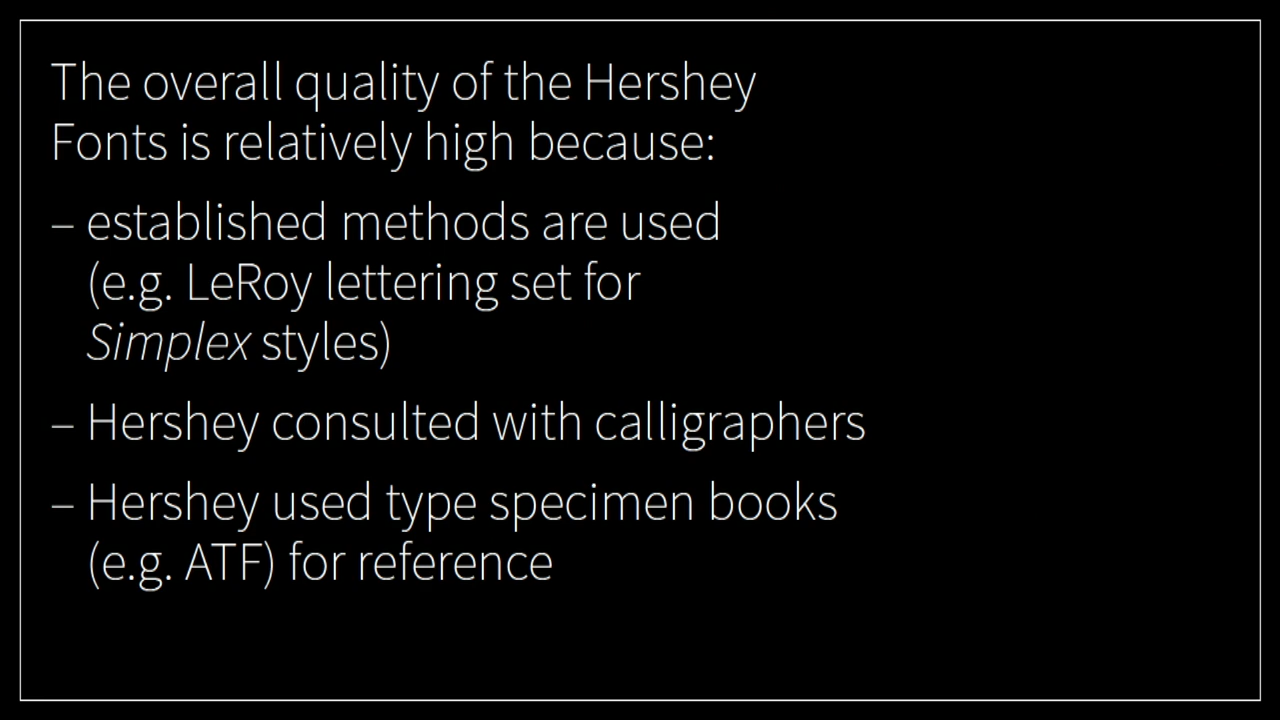 The overall quality of the Hershey
Fonts is relatively high because:
– established methods are used
(e.g. LeRoy lettering set for
Simplex styles)
– Hershey consulted with calligraphers
– Hershey used type specimen books
(e.g. ATF) for reference